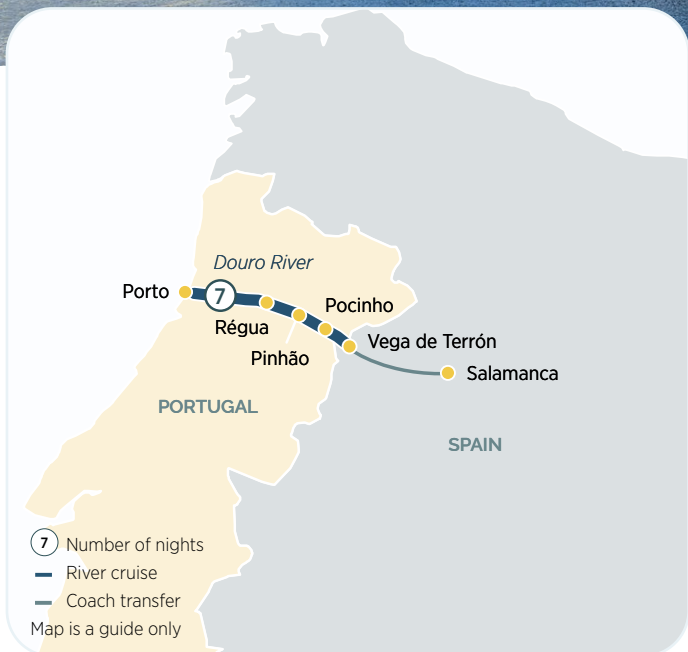 Douro River
Porto
7
Pocinho
Régua
Vega de Terrón
Pinhão
Salamanca
PORTUGAL
SPAIN
7 Number of nights
River cruise
Coach transfer
Map is a guide only